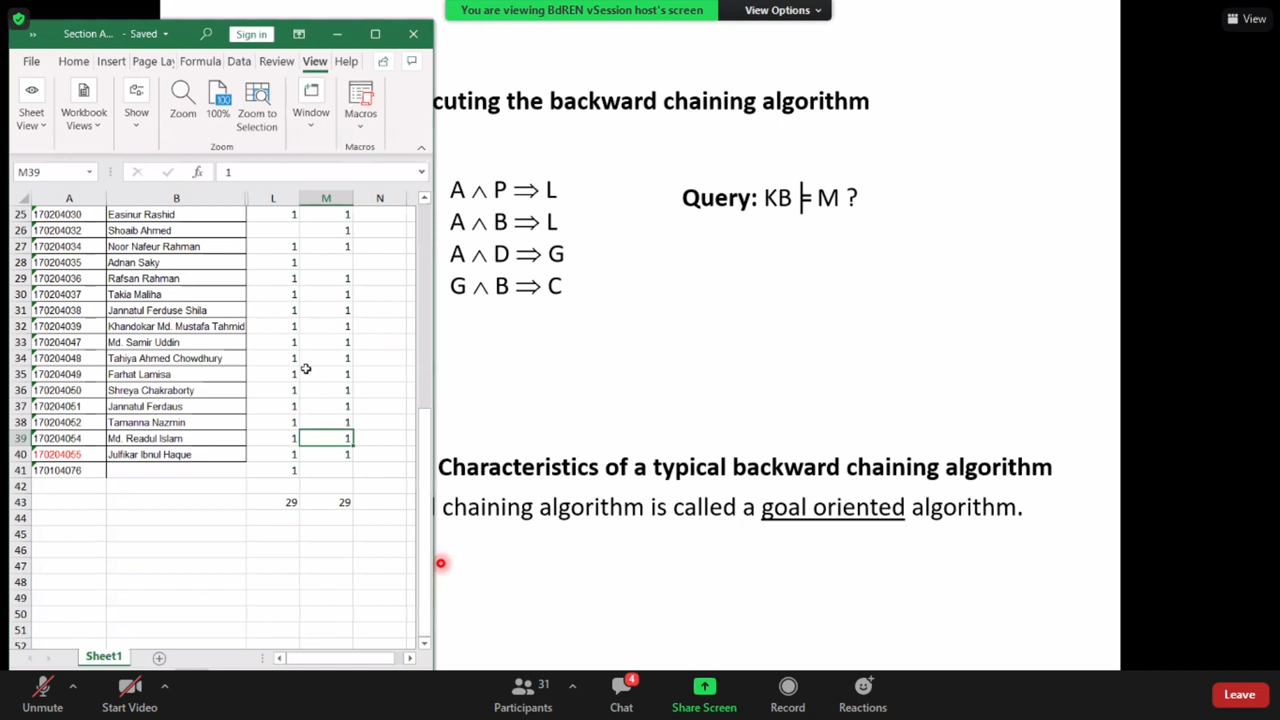 You are viewing BdREN vSession host's screen
View Options
View
Section A... - Saved
Sign in
File Home Insert Page Lay Formula Data Review View Help
Sheet View
Workbook Views
Show
Zoom
100%
Zoom to Selection
Window
Macros
Zoom
Macros
M39
fx
1
A B L M N
25 170204030 Easinur Rashid 1 1
26 170204032 Shoaib Ahmed 1
27 170204034 Noor Nafeur Rahman 1 1
28 170204035 Adnan Saky 1
29 170204036 Rafsan Rahman 1 1
30 170204037 Takia Maliha 1 1
31 170204038 Jannatul Ferduse Shila 1 1
32 170204039 Khandokar Md. Mustafa Tahmid 1 1
33 170204047 Md. Samir Uddin 1 1
34 170204048 Tahiya Ahmed Chowdhury 1 1
35 170204049 Farhat Lamisa 1 1
36 170204050 Shreya Chakraborty 1 1
37 170204051 Jannatul Ferdaus 1 1
38 170204052 Tamanna Nazmin 1 1
39 170204054 Md. Readul Islam 1 1
40 170204055 Julfikar Ibnul Haque 1 1
41 170104076 1
42
43 29 29
44
45
46
47
48
49
50
51
52
Sheet1
cuting the backward chaining algorithm
A ∧ P ⟹ L
A ∧ B ⟹ L
A ∧ D ⟹ G
G ∧ B ⟹ C
Query: KB ⊨ M ?
Characteristics of a typical backward chaining algorithm
chaining algorithm is called a goal oriented algorithm.
Unmute
Start Video
31
Participants
4
Chat
Share Screen
Record
Reactions
Leave